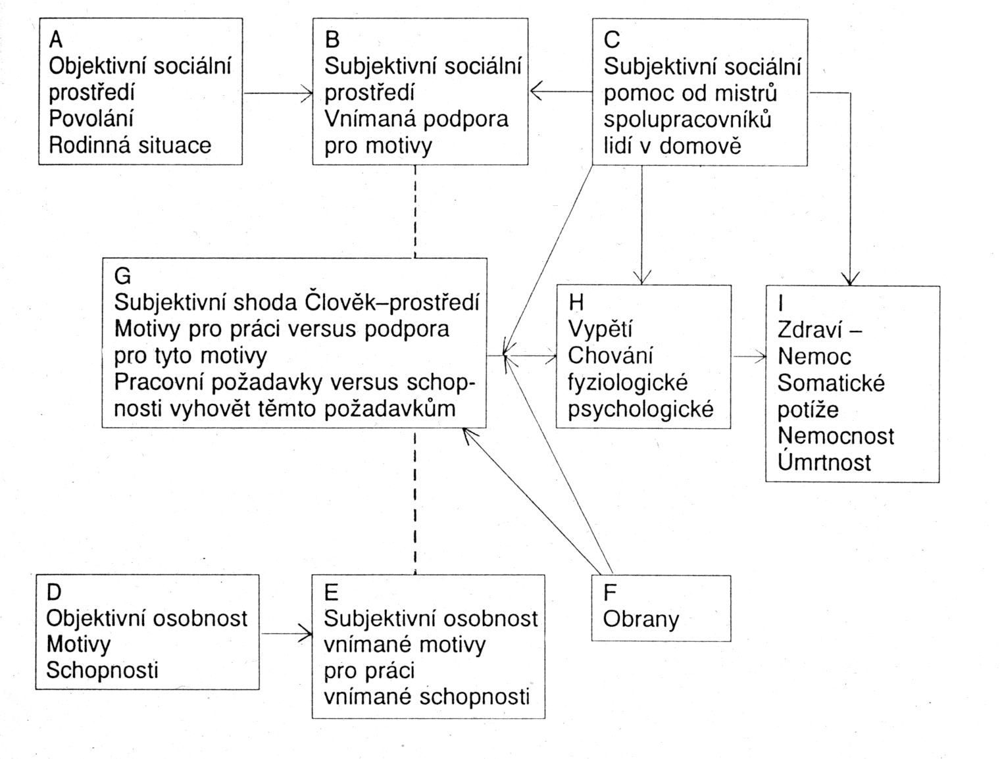 A
Objektivní sociální
prostředí
Povolání
Rodinná situace
B
Subjektivní sociální
prostředí
Vnímaná podpora
pro motivy
C
Subjektivní sociální
pomoc od mistrů
spolupracovníků
lidí v domově
G
Subjektivní shoda Člověk–prostředí
Motivy pro práci versus podpora
pro tyto motivy
Pracovní požadavky versus schop-
nosti vyhovět těmto požadavkům
H
Vypětí
Chování
fyziologické
psychologické
I
Zdraví –
Nemoc
Somatické
potíže
Nemocnost
Úmrtnost
D
Objektivní osobnost
Motivy
Schopnosti
E
Subjektivní osobnost
vnímané motivy
pro práci
vnímané schopnosti
F
Obrany